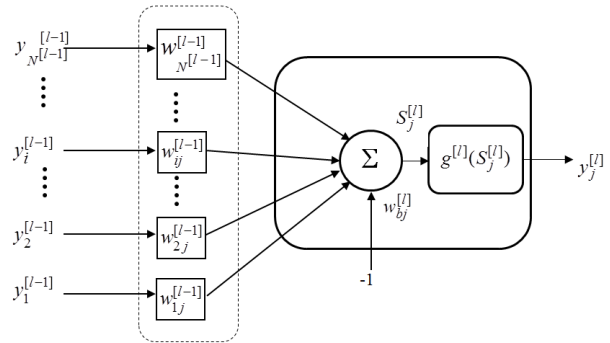 y_{N^{[l-1]}}^{[l-1]}
w_{N^{[l-1]}}^{[l-1]}
S_j^{[l]}
y_i^{[l-1]}
w_{ij}^{[l-1]}
Σ
g^{[l]}(S_j^{[l]})
y_j^{[l]}
w_{bj}^{[l]}
y_2^{[l-1]}
w_{2j}^{[l-1]}
-1
y_1^{[l-1]}
w_{1j}^{[l-1]}